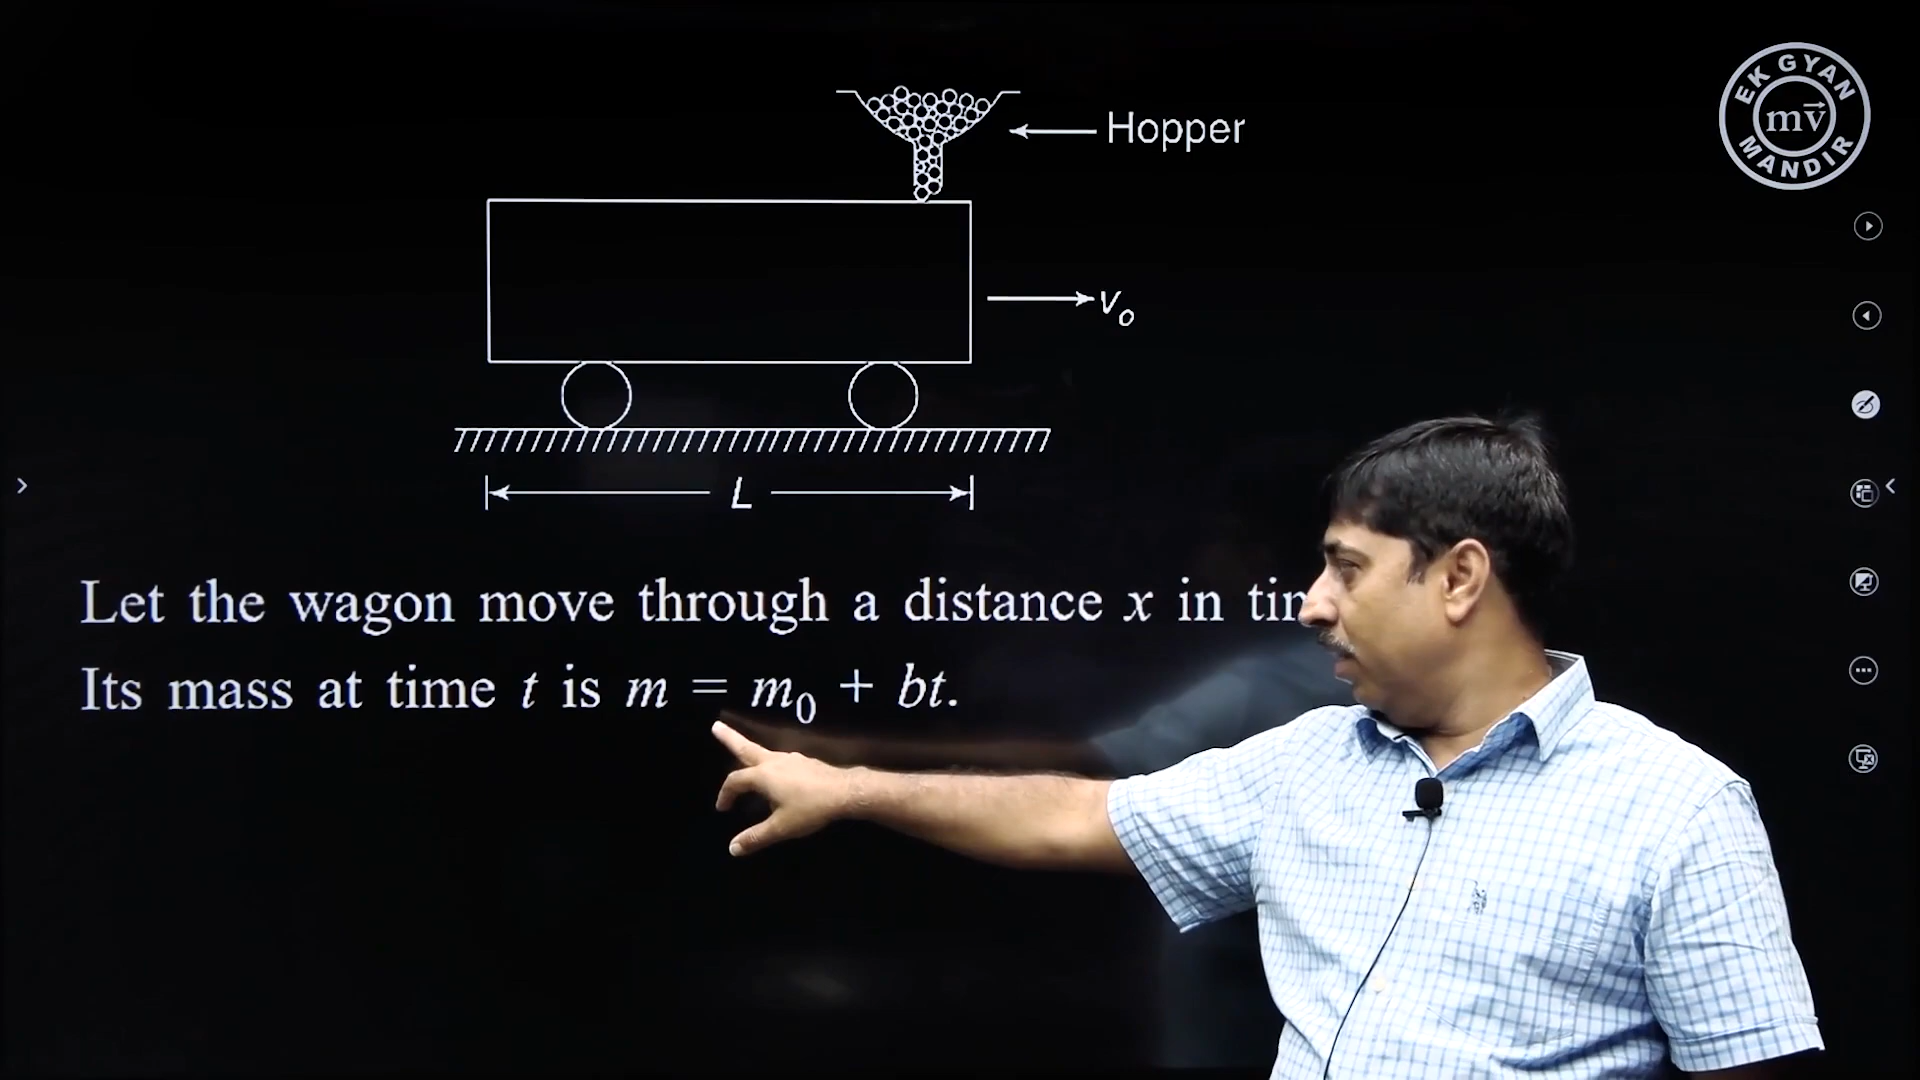 EK GYAN
mv⃗
MANDIR
Hopper
v₀
L
Let the wagon move through a distance x in
Its mass at time t is m = m₀ + bt.